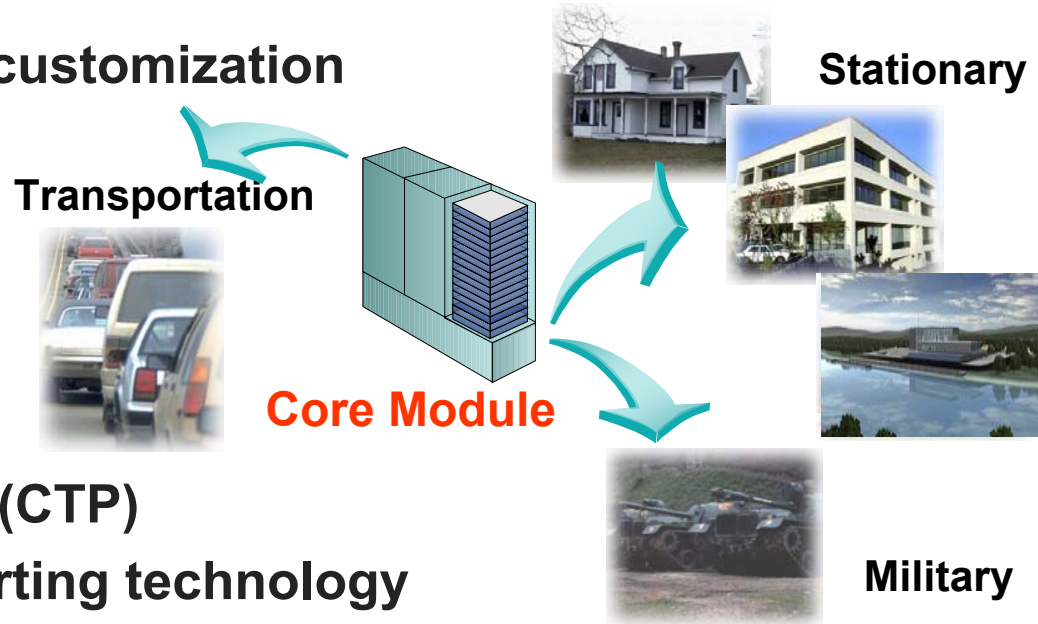 customization
Stationary
Transportation
Core Module
(CTP)
rting technology
Military